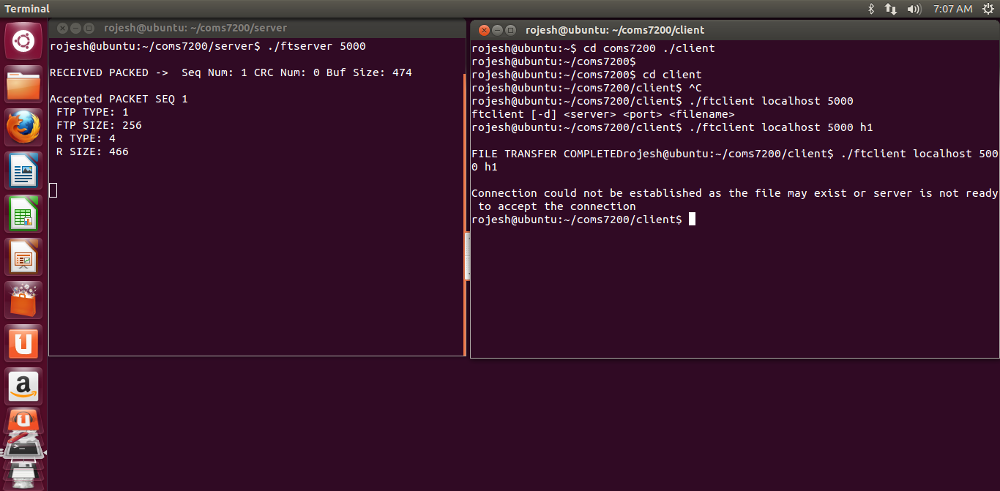 Terminal
7:07 AM
rojesh@ubuntu: ~/coms7200/server
rojesh@ubuntu:~/coms7200/server$ ./ftserver 5000
RECEIVED PACKED ->  Seq Num: 1 CRC Num: 0 Buf Size: 474
Accepted PACKET SEQ 1
FTP TYPE: 1
FTP SIZE: 256
R TYPE: 4
R SIZE: 466
rojesh@ubuntu: ~/coms7200/client
rojesh@ubuntu:~$ cd coms7200 ./client
rojesh@ubuntu:~/coms7200$
rojesh@ubuntu:~/coms7200$ cd client
rojesh@ubuntu:~/coms7200/client$ ^C
rojesh@ubuntu:~/coms7200/client$ ./ftclient localhost 5000
ftclient [-d] <server> <port> <filename>
rojesh@ubuntu:~/coms7200/client$ ./ftclient localhost 5000 h1
FILE TRANSFER COMPLETEDrojesh@ubuntu:~/coms7200/client$ ./ftclient localhost 500
0 h1
Connection could not be established as the file may exist or server is not ready
to accept the connection
rojesh@ubuntu:~/coms7200/client$